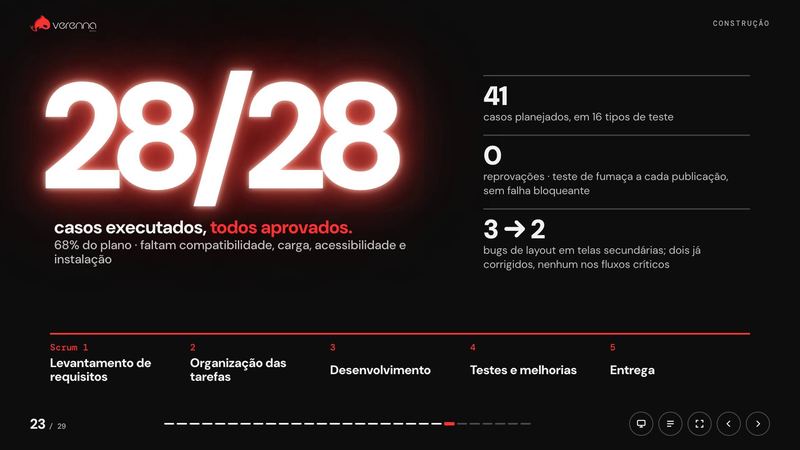 verenna
CONSTRUÇÃO
28/28
casos executados, todos aprovados.
68% do plano · faltam compatibilidade, carga, acessibilidade e
instalação
41
casos planejados, em 16 tipos de teste
0
reprovações · teste de fumaça a cada publicação,
sem falha bloqueante
3 → 2
bugs de layout em telas secundárias; dois já
corrigidos, nenhum nos fluxos críticos
Scrum 1
Levantamento de
requisitos
2
Organização das
tarefas
3
Desenvolvimento
4
Testes e melhorias
5
Entrega
23 / 29